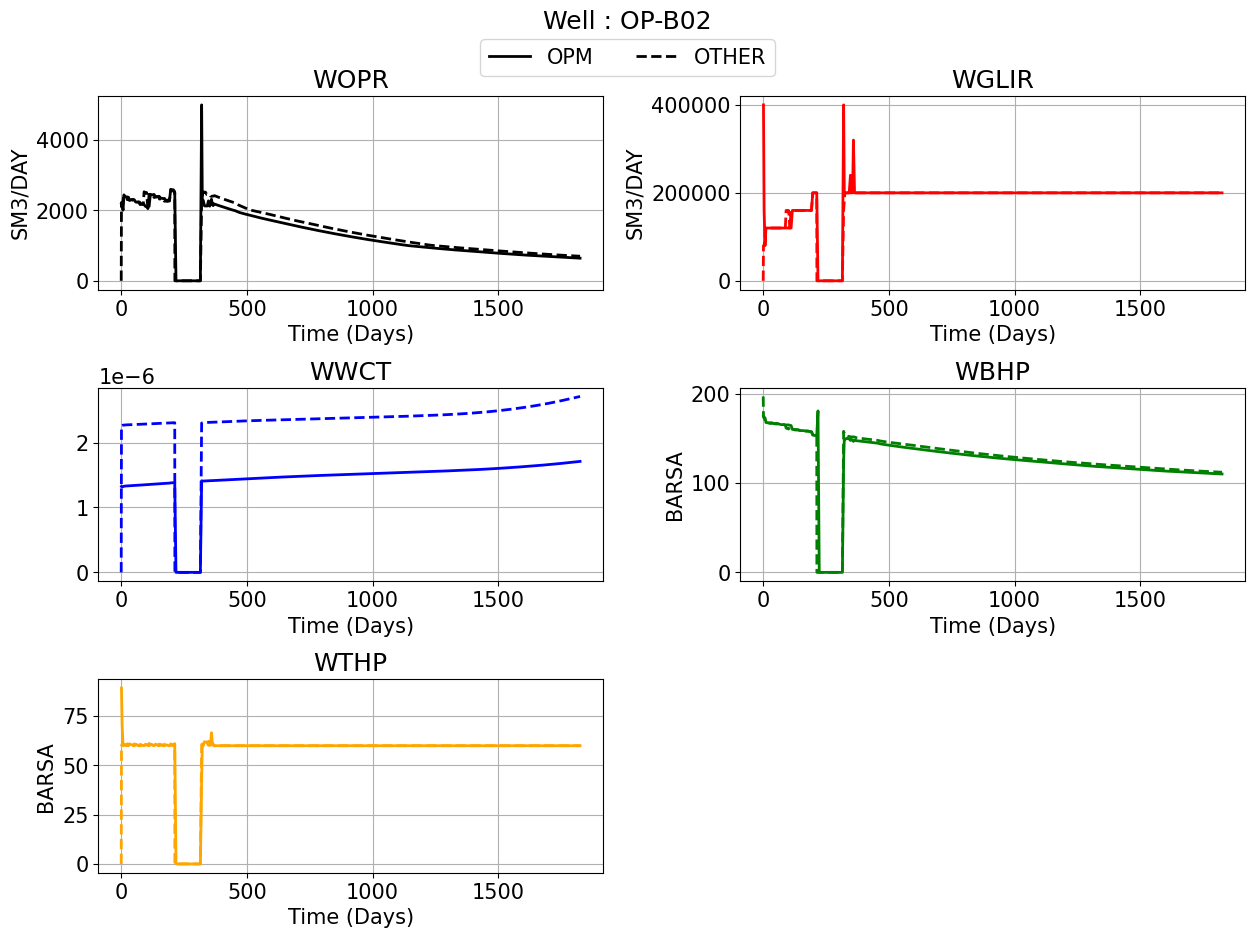 Well : OP-B02
OPM OTHER
WOPR
SM3/DAY
4000
2000
0
0 500 1000 1500
Time (Days)
WGLIR
SM3/DAY
400000
200000
0
0 500 1000 1500
Time (Days)
WWCT
1e−6
2
1
0
0 500 1000 1500
Time (Days)
WBHP
BARSA
200
100
0
0 500 1000 1500
Time (Days)
WTHP
BARSA
75
50
25
0
0 500 1000 1500
Time (Days)